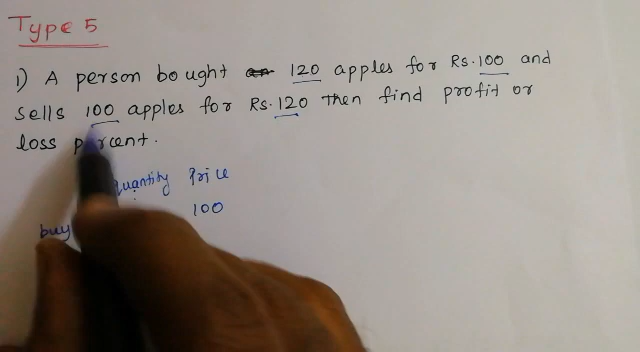 Type 5
1) A person bought 120 apples for Rs.100 and
sells 100 apples for Rs.120 then find profit or
loss percent.
quantity Price
buy 100